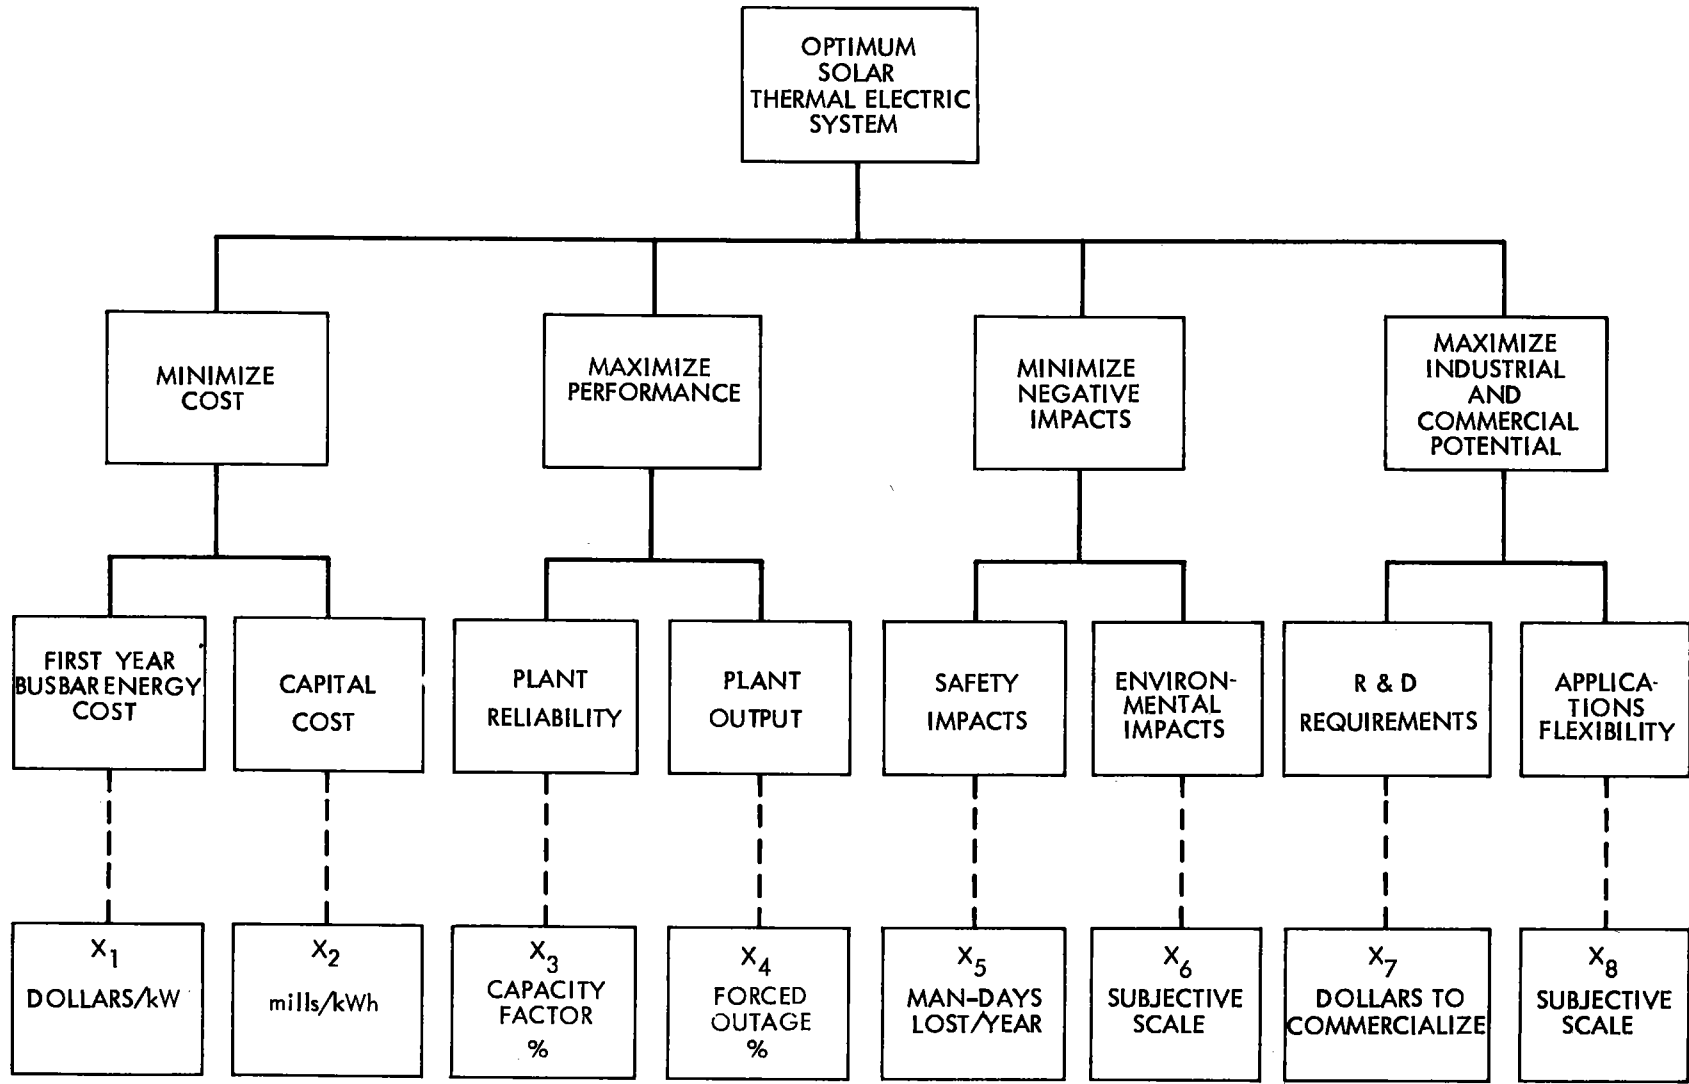 OPTIMUM
SOLAR
THERMAL ELECTRIC
SYSTEM
MINIMIZE
COST
MAXIMIZE
PERFORMANCE
MINIMIZE
NEGATIVE
IMPACTS
MAXIMIZE
INDUSTRIAL
AND
COMMERCIAL
POTENTIAL
FIRST YEAR
BUSBAR ENERGY
COST
CAPITAL
COST
PLANT
RELIABILITY
PLANT
OUTPUT
SAFETY
IMPACTS
ENVIRON-
MENTAL
IMPACTS
R & D
REQUIREMENTS
APPLICA-
TIONS
FLEXIBILITY
X1
DOLLARS/kW
X2
mills/kWh
X3
CAPACITY
FACTOR
%
X4
FORCED
OUTAGE
%
X5
MAN-DAYS
LOST/YEAR
X6
SUBJECTIVE
SCALE
X7
DOLLARS TO
COMMERCIALIZE
X8
SUBJECTIVE
SCALE